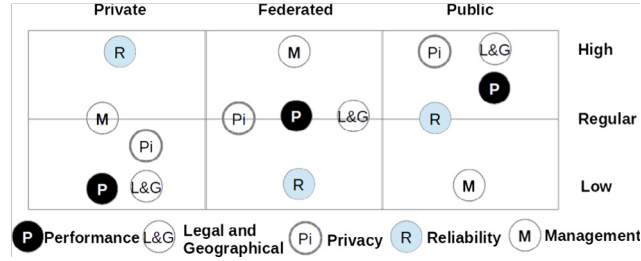 Private Federated Public
R M Pi L&G High
P
M Pi P L&G R Regular
Pi
P L&G R M Low
P Performance L&G Legal and Geographical Pi Privacy R Reliability M Management